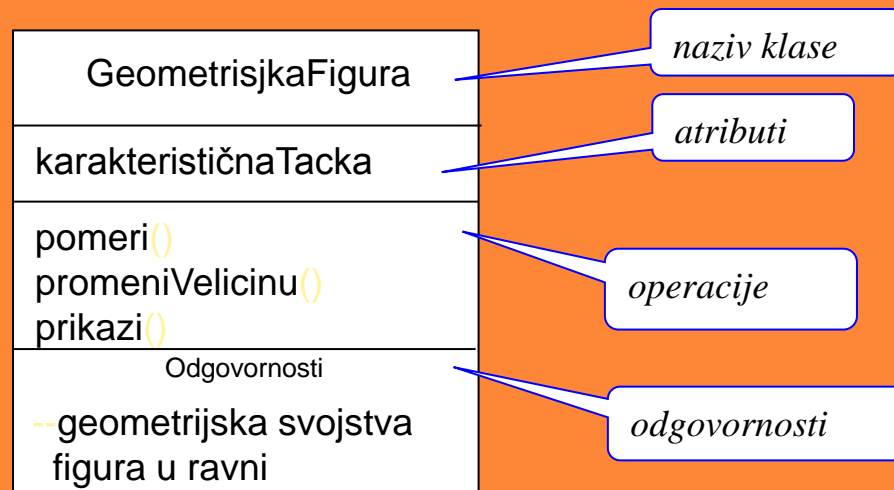 GeometrisjkaFigura
naziv klase
karakterističnaTacka
atributi
pomeri()
promeniVelicinu()
prikazi()
operacije
Odgovornosti
--geometrijska svojstva
figura u ravni
odgovornosti